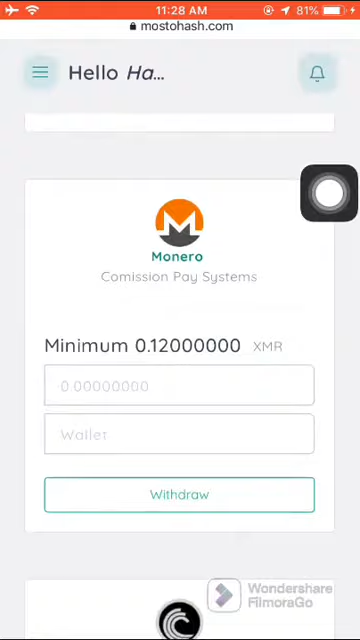 11:28 AM
81%
mostohash.com
Hello Ha...
Monero
Comission Pay Systems
Minimum 0.12000000 XMR
0.00000000
Wallet
Withdraw
Wondershare
FilmoraGo